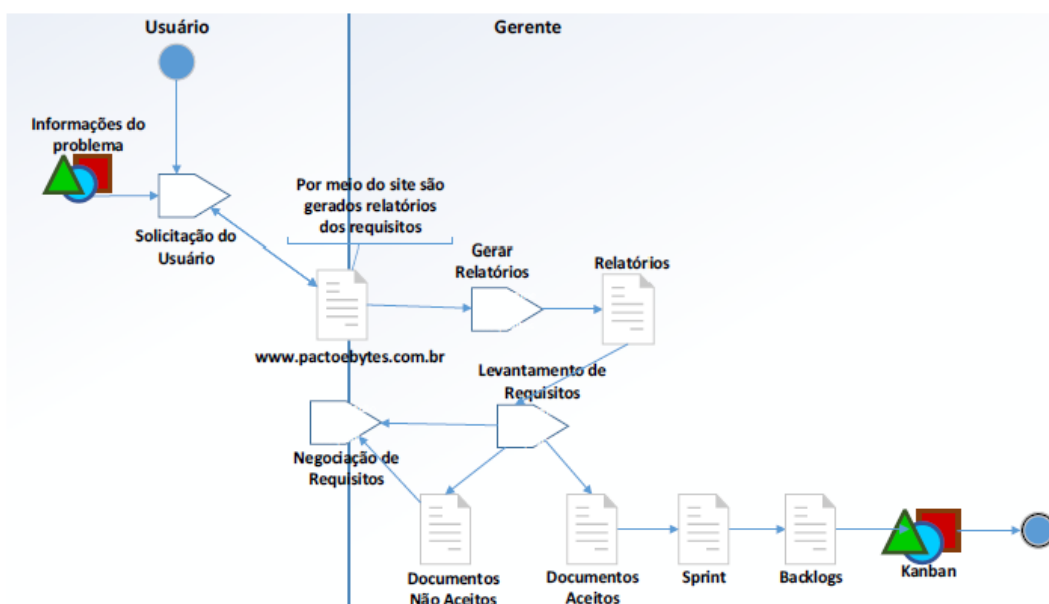 Usuário
Gerente
Informações do
problema
Por meio do site são
gerados relatórios
dos requisitos
Solicitação do
Usuário
Gerar
Relatórios
Relatórios
www.pactoebytes.com.br
Levantamento de
Requisitos
Negociação de
Requisitos
Documentos
Não Aceitos
Documentos
Aceitos
Sprint
Backlogs
Kanban